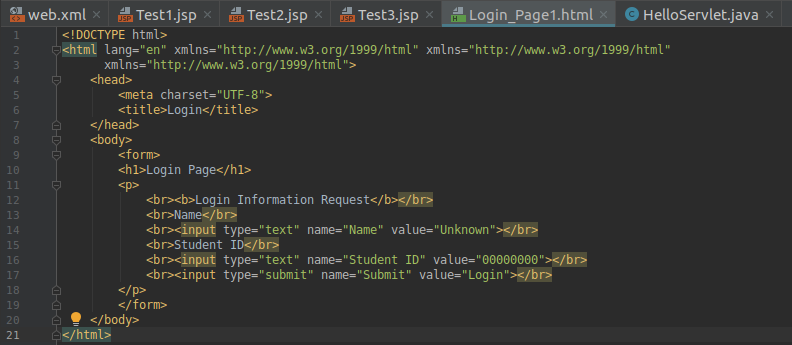 web.xml × Test1.jsp × Test2.jsp × Test3.jsp × Login_Page1.html × HelloServlet.java ×
1 <!DOCTYPE html>
2 <html lang="en" xmlns="http://www.w3.org/1999/html" xmlns="http://www.w3.org/1999/html"
3 xmlns="http://www.w3.org/1999/html">
4 <head>
5 <meta charset="UTF-8">
6 <title>Login</title>
7 </head>
8 <body>
9 <form>
10 <h1>Login Page</h1>
11 <p>
12 <br><b>Login Information Request</b></br>
13 <br>Name</br>
14 <br><input type="text" name="Name" value="Unknown"></br>
15 <br>Student ID</br>
16 <br><input type="text" name="Student ID" value="00000000"></br>
17 <br><input type="submit" name="Submit" value="Login"></br>
18 </p>
19 </form>
20 </body>
21 </html>